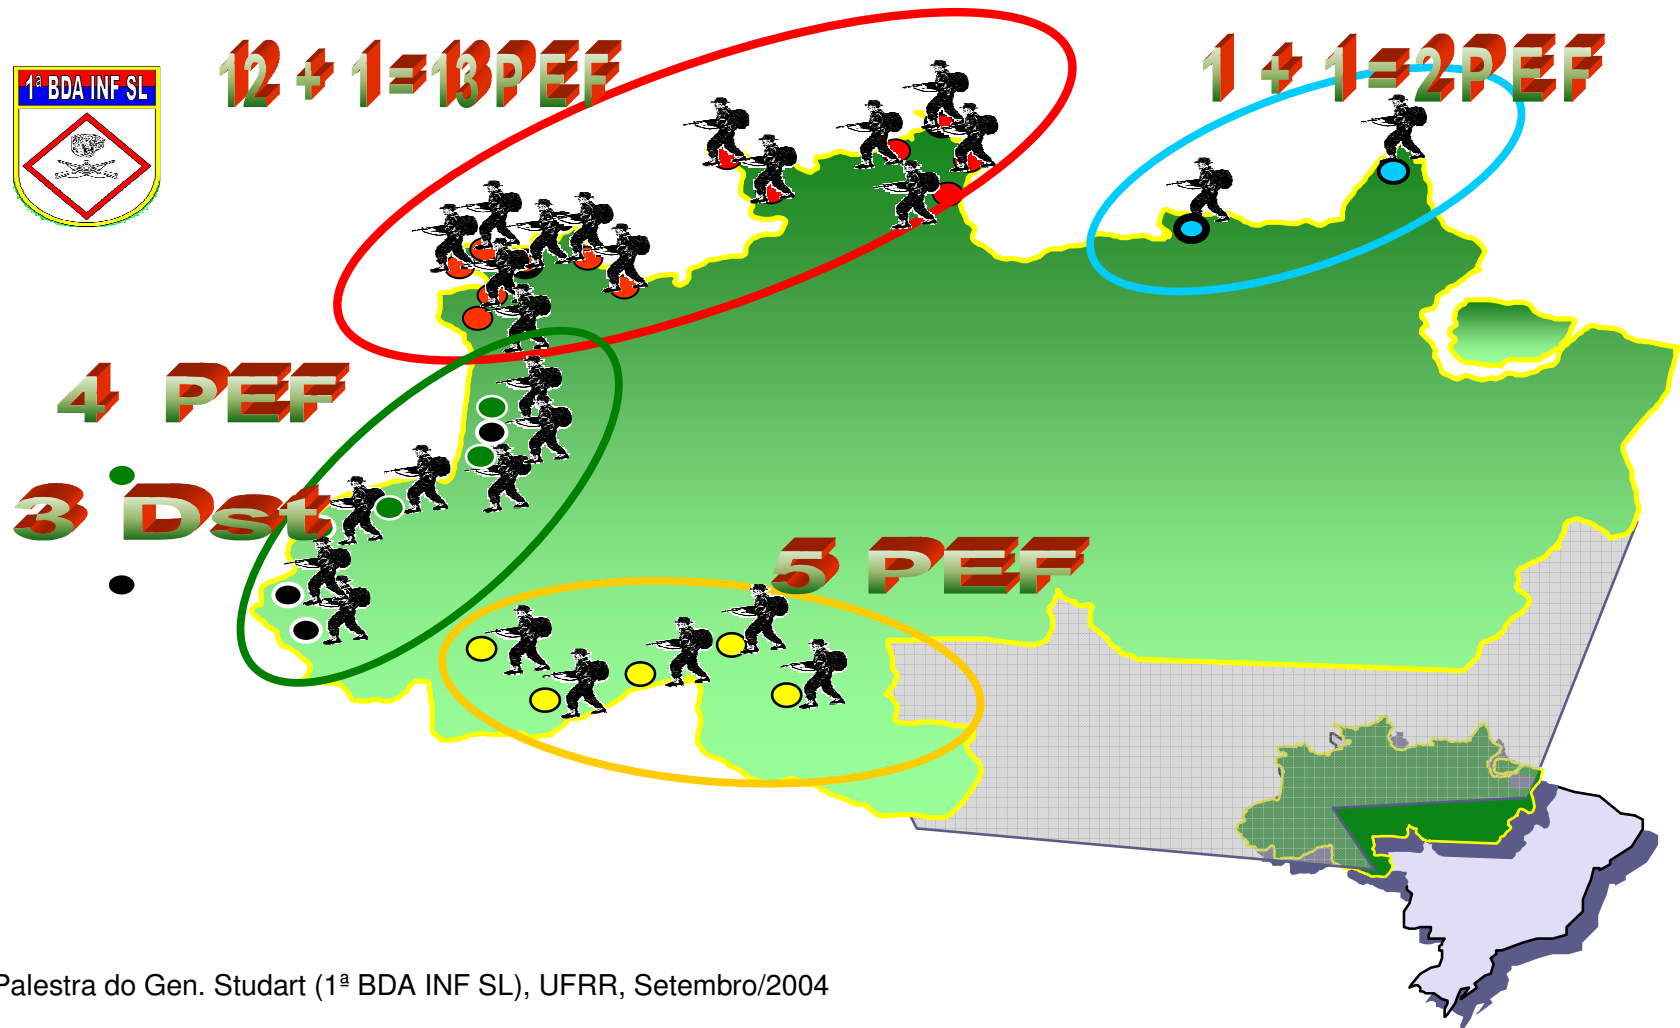 1ª BDA INF SL
12 + 1=13PEF
1 + 1=2PEF
4 PEF
3 Dst
5 PEF
Palestra do Gen. Studart (1ª BDA INF SL), UFRR, Setembro/2004